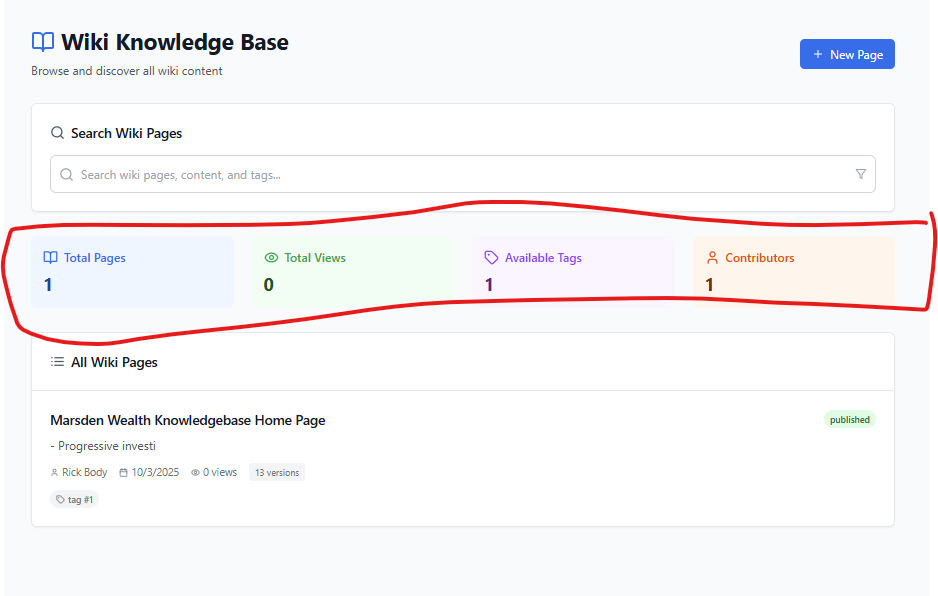 Wiki Knowledge Base
Browse and discover all wiki content
+ New Page
Search Wiki Pages
Search wiki pages, content, and tags...
Total Pages
1
Total Views
0
Available Tags
1
Contributors
1
All Wiki Pages
Marsden Wealth Knowledgebase Home Page
published
- Progressive investi
Rick Body 10/3/2025 0 views 13 versions
tag #1